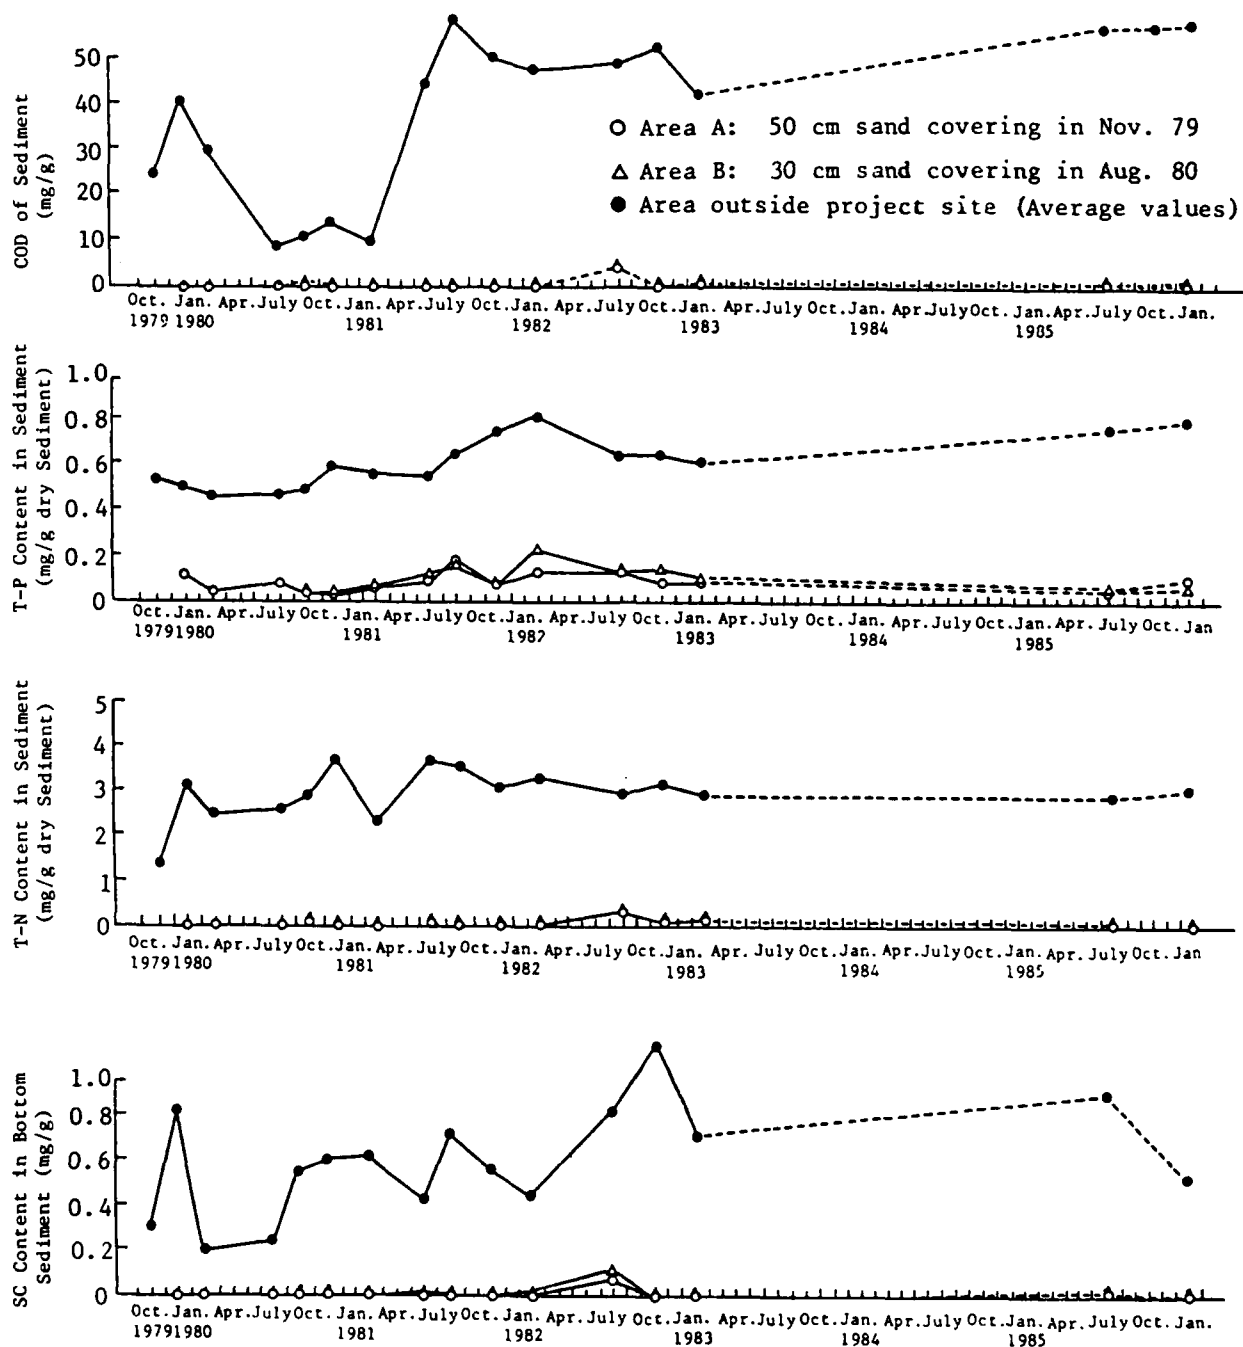 COD of Sediment
(mg/g)
50
40
30
20
10
0
○ Area A: 50 cm sand covering in Nov. 79
△ Area B: 30 cm sand covering in Aug. 80
● Area outside project site (Average values)
Oct. Jan. Apr. July Oct. Jan. Apr. July Oct. Jan. Apr. July Oct. Jan. Apr. July Oct. Jan. Apr. July Oct. Jan. Apr. July Oct. Jan.
1979 1980 1981 1982 1983 1984 1985
T-P Content in Sediment
(mg/g dry Sediment)
1.0
0.8
0.6
0.4
0.2
0
Oct. Jan. Apr. July Oct. Jan. Apr. July Oct. Jan. Apr. July Oct. Jan. Apr. July Oct. Jan. Apr. July Oct. Jan. Apr. July Oct. Jan
1979 1980 1981 1982 1983 1984 1985
T-N Content in Sediment
(mg/g dry Sediment)
5
4
3
2
1
0
Oct. Jan. Apr. July Oct. Jan. Apr. July Oct. Jan. Apr. July Oct. Jan. Apr. July Oct. Jan. Apr. July Oct. Jan. Apr. July Oct. Jan
1979 1980 1981 1982 1983 1984 1985
SC Content in Bottom
Sediment (mg/g)
1.0
0.8
0.6
0.4
0.2
0
Oct. Jan. Apr. July Oct. Jan. Apr. July Oct. Jan. Apr. July Oct. Jan. Apr. July Oct. Jan. Apr. July Oct. Jan. Apr. July Oct. Jan.
1979 1980 1981 1982 1983 1984 1985